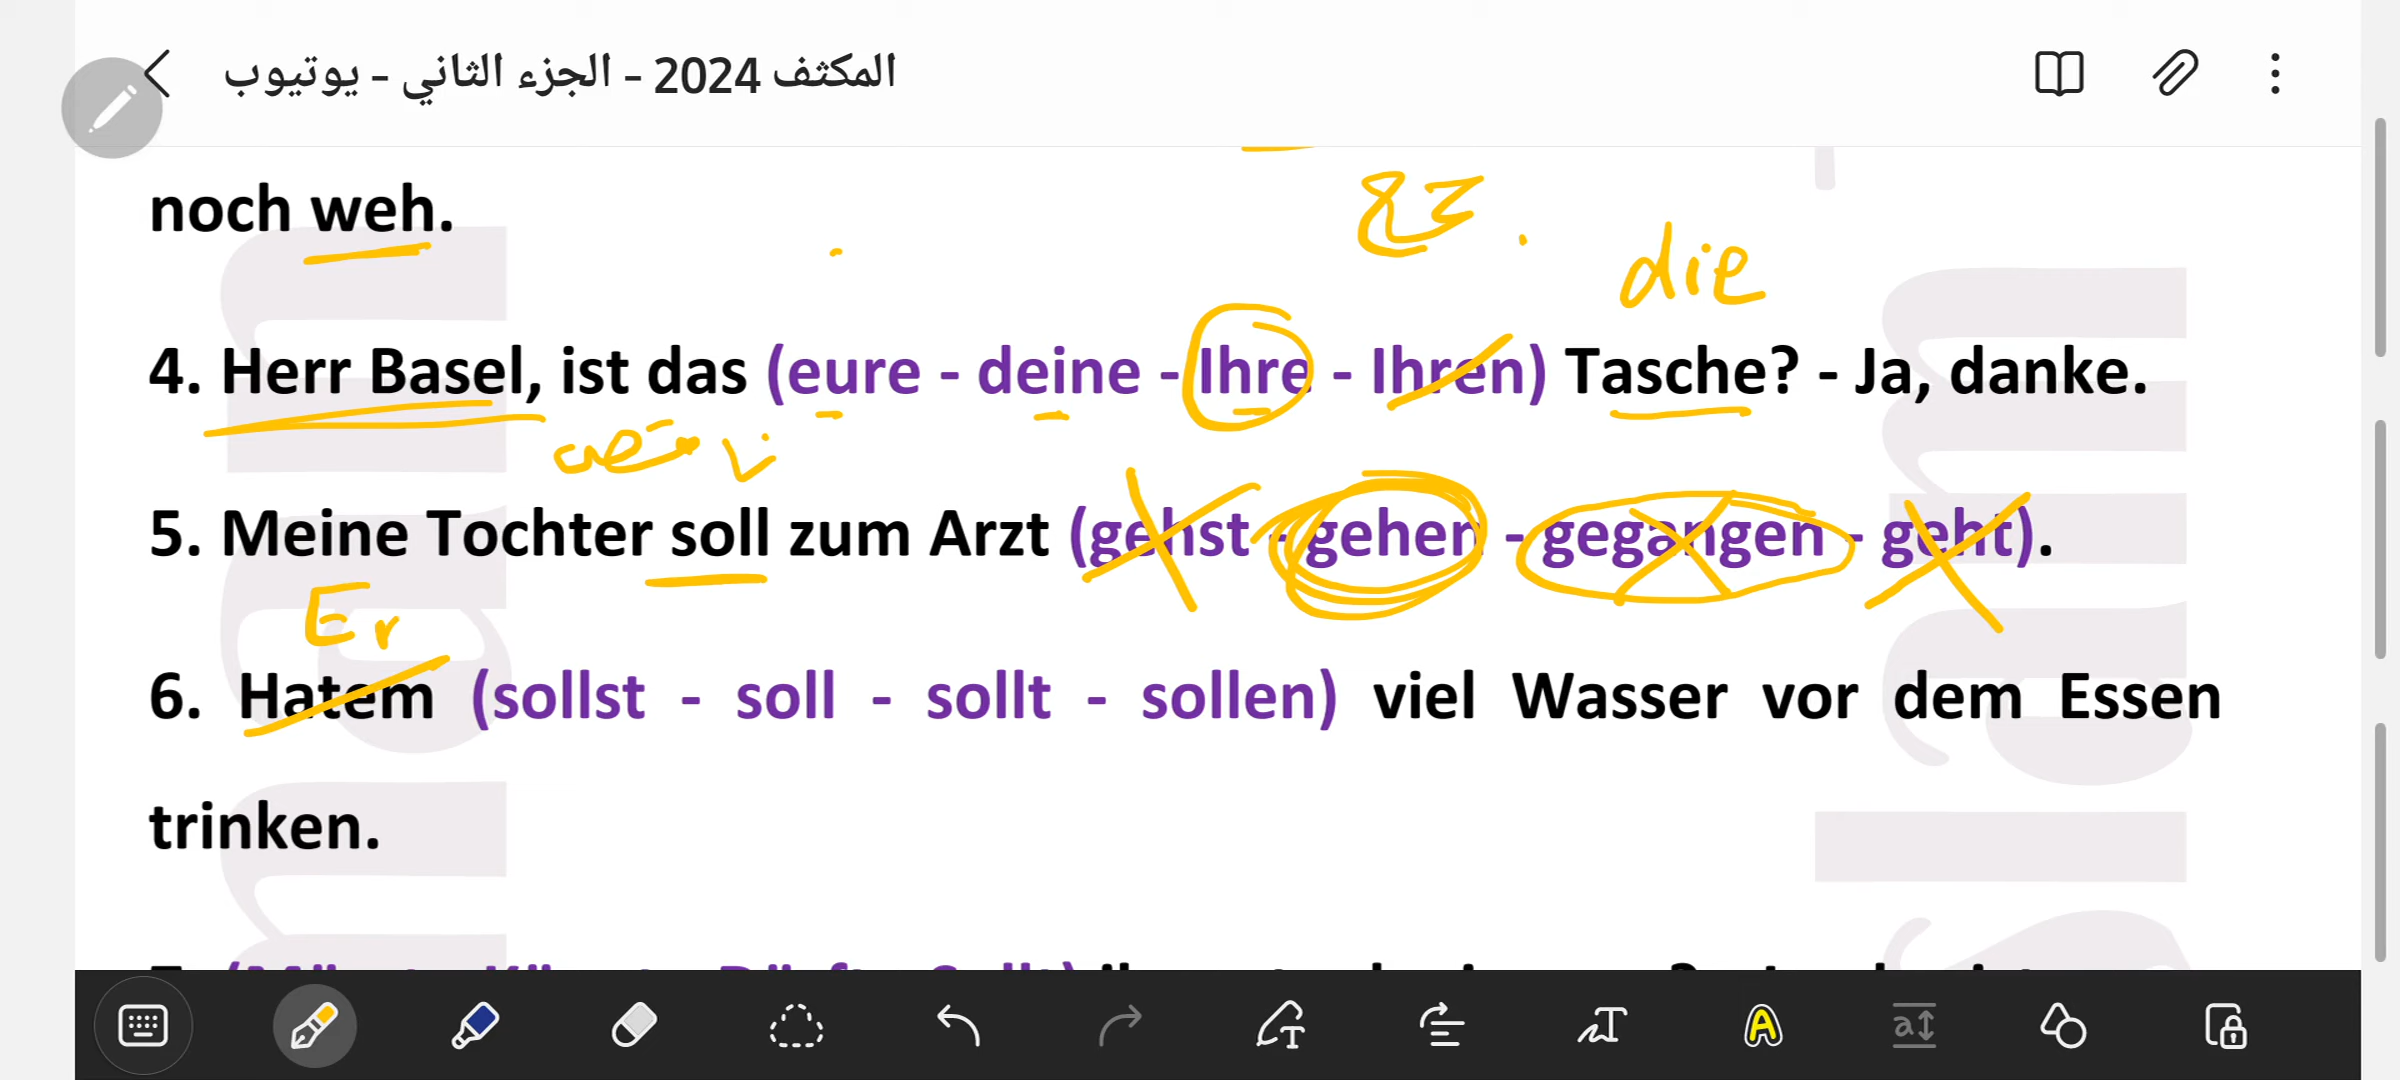 المكثف 2024 - الجزء الثاني - يوتيوب
noch weh.
die
4. Herr Basel, ist das (eure - deine - Ihre - Ihren) Tasche? - Ja, danke.
5. Meine Tochter soll zum Arzt (gehst - gehen - gegangen - geht).
Er
6. Hatem (sollst - soll - sollt - sollen) viel Wasser vor dem Essen
trinken.